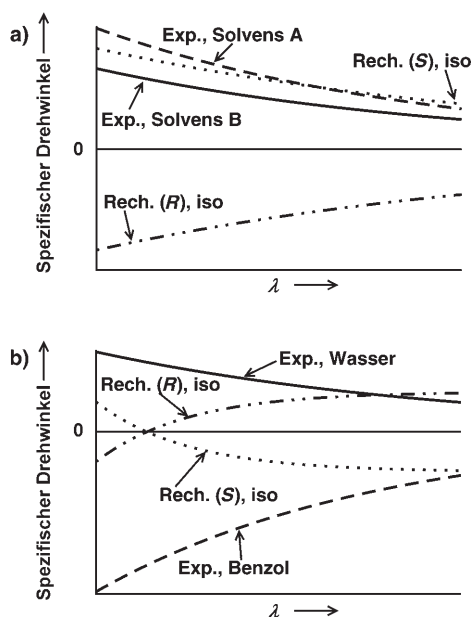 a)
Spezifischer Drehwinkel
Exp., Solvens A
Rech. (S), iso
Exp., Solvens B
0
Rech. (R), iso
λ
b)
Spezifischer Drehwinkel
Exp., Wasser
Rech. (R), iso
0
Rech. (S), iso
Exp., Benzol
λ